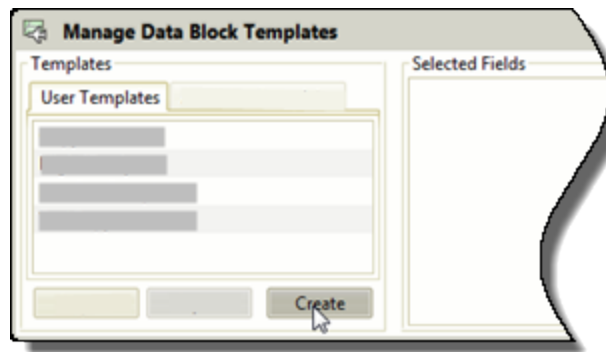 Manage Data Block Templates
Templates
Selected Fields
User Templates
Create